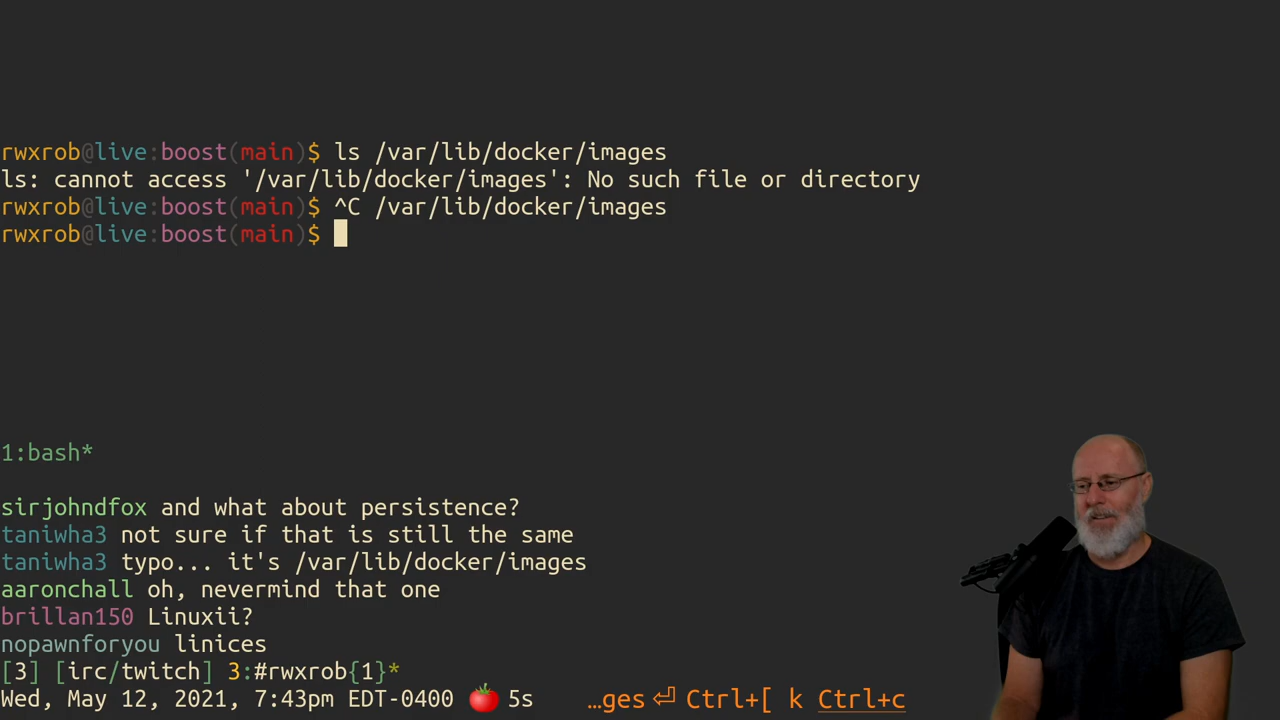 rwxrob@live:boost(main)$ ls /var/lib/docker/images
ls: cannot access '/var/lib/docker/images': No such file or directory
rwxrob@live:boost(main)$ ^C /var/lib/docker/images
rwxrob@live:boost(main)$
1:bash*
sirjohndfox and what about persistence?
taniwha3 not sure if that is still the same
taniwha3 typo... it's /var/lib/docker/images
aaronchall oh, nevermind that one
brillan150 Linuxii?
nopawnforyou linices
[3] [irc/twitch] 3:#rwxrob{1}*
Wed, May 12, 2021, 7:43pm EDT-0400 🍅 5s …ges⏎ Ctrl+[ k Ctrl+c